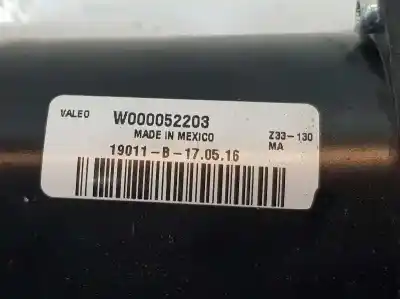 VALEO W000052203
MADE IN MEXICO Z33-130
19011-B-17.05.16 MA